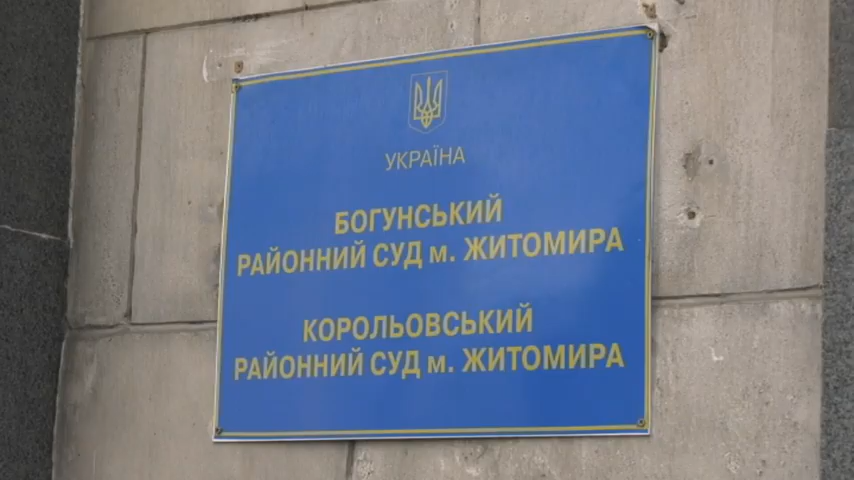 УКРАЇНА
БОГУНСЬКИЙ
РАЙОННИЙ СУД м. ЖИТОМИРА
КОРОЛЬОВСЬКИЙ
РАЙОННИЙ СУД м. ЖИТОМИРА